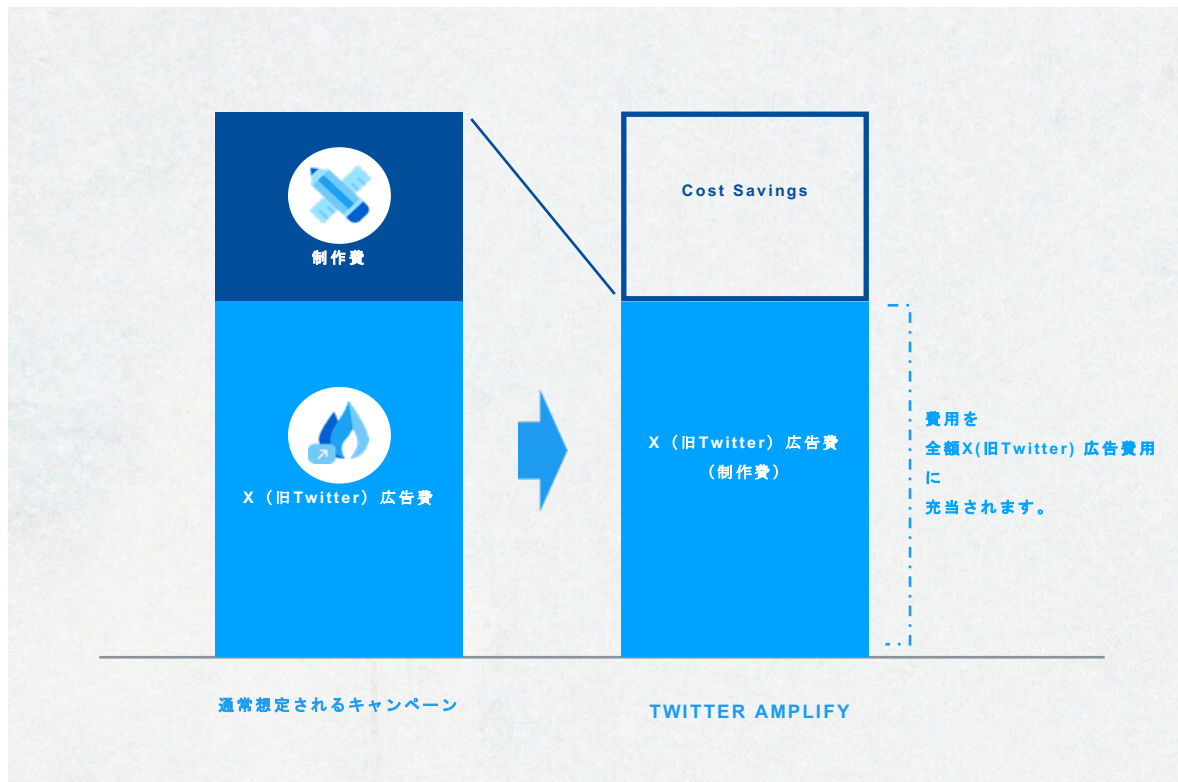 制作費
X（旧Twitter）広告費
Cost Savings
X（旧Twitter）広告費
（制作費）
費用を
全額X(旧Twitter) 広告費用
に
充当されます。
通常想定されるキャンペーン
TWITTER AMPLIFY